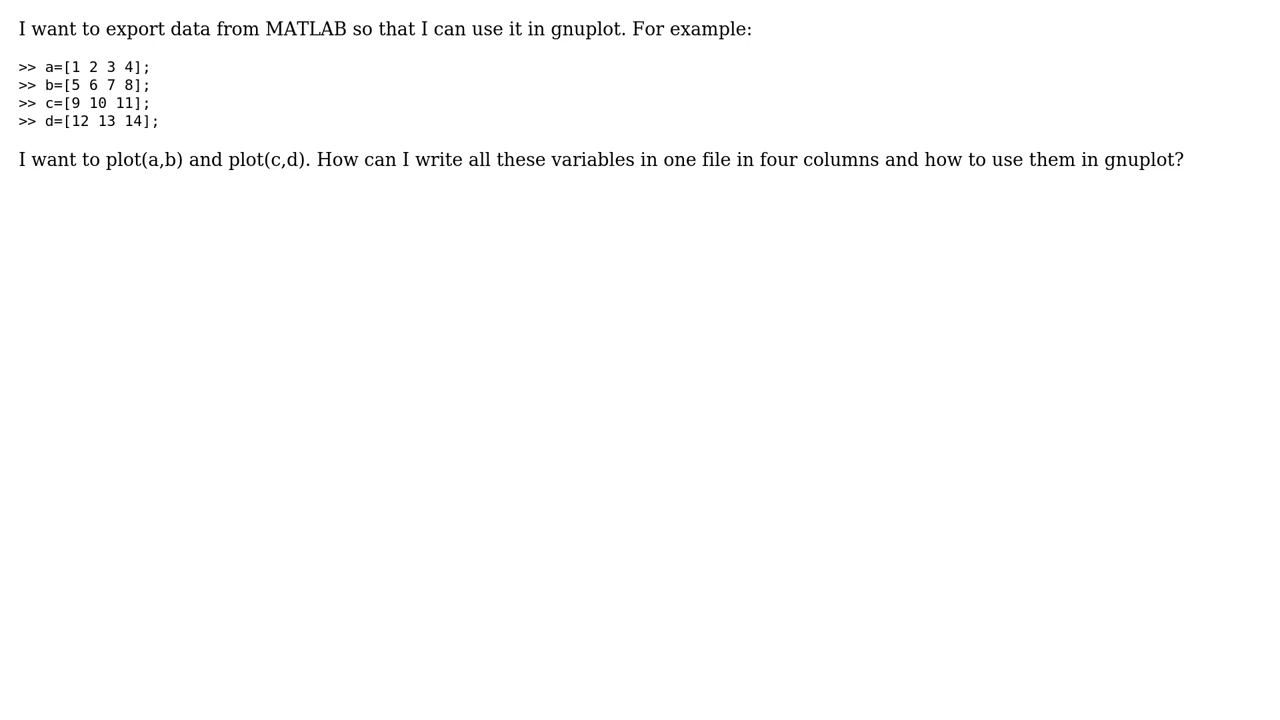 I want to export data from MATLAB so that I can use it in gnuplot. For example:
>> a=[1 2 3 4];
>> b=[5 6 7 8];
>> c=[9 10 11];
>> d=[12 13 14];
I want to plot(a,b) and plot(c,d). How can I write all these variables in one file in four columns and how to use them in gnuplot?